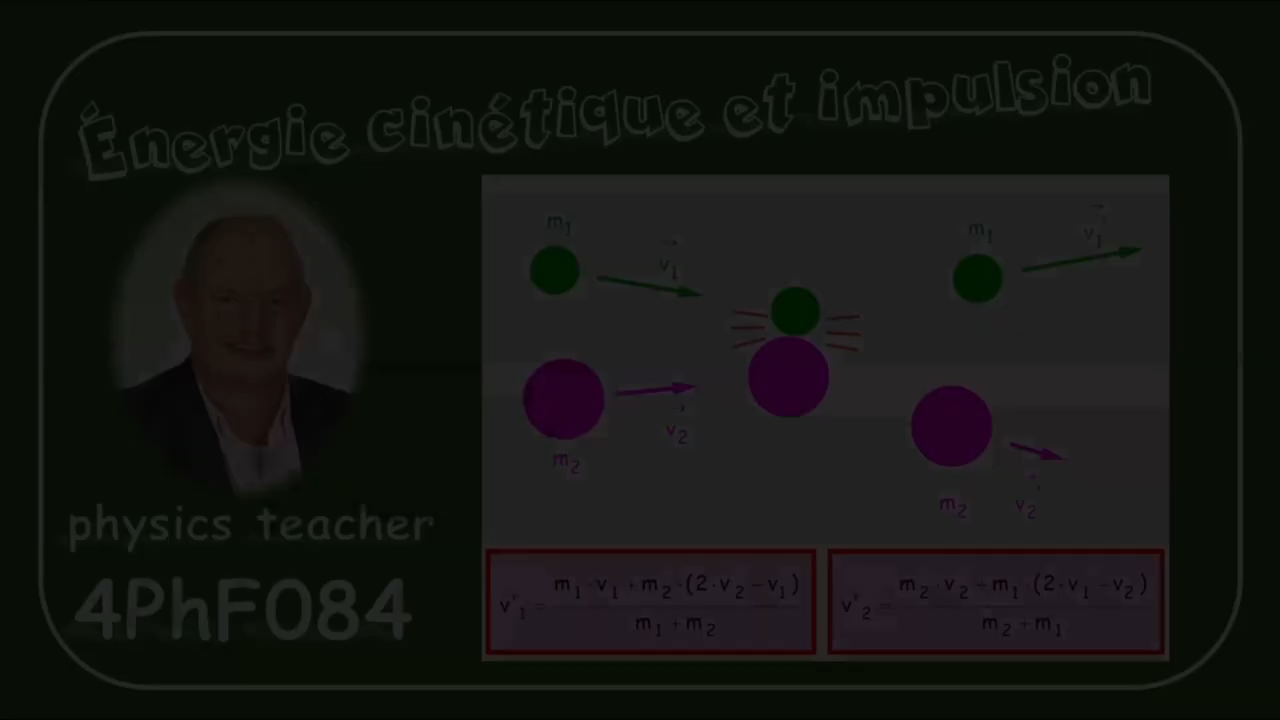 Énergie cinétique et impulsion
m1
v1
m2
v2
m1
v1'
m2
v2'
physics teacher
4PhF084
v'1 = m1·v1 + m2·(2·v2 − v1) / m1 + m2
v'2 = m2·v2 + m1·(2·v1 − v2) / m2 + m1